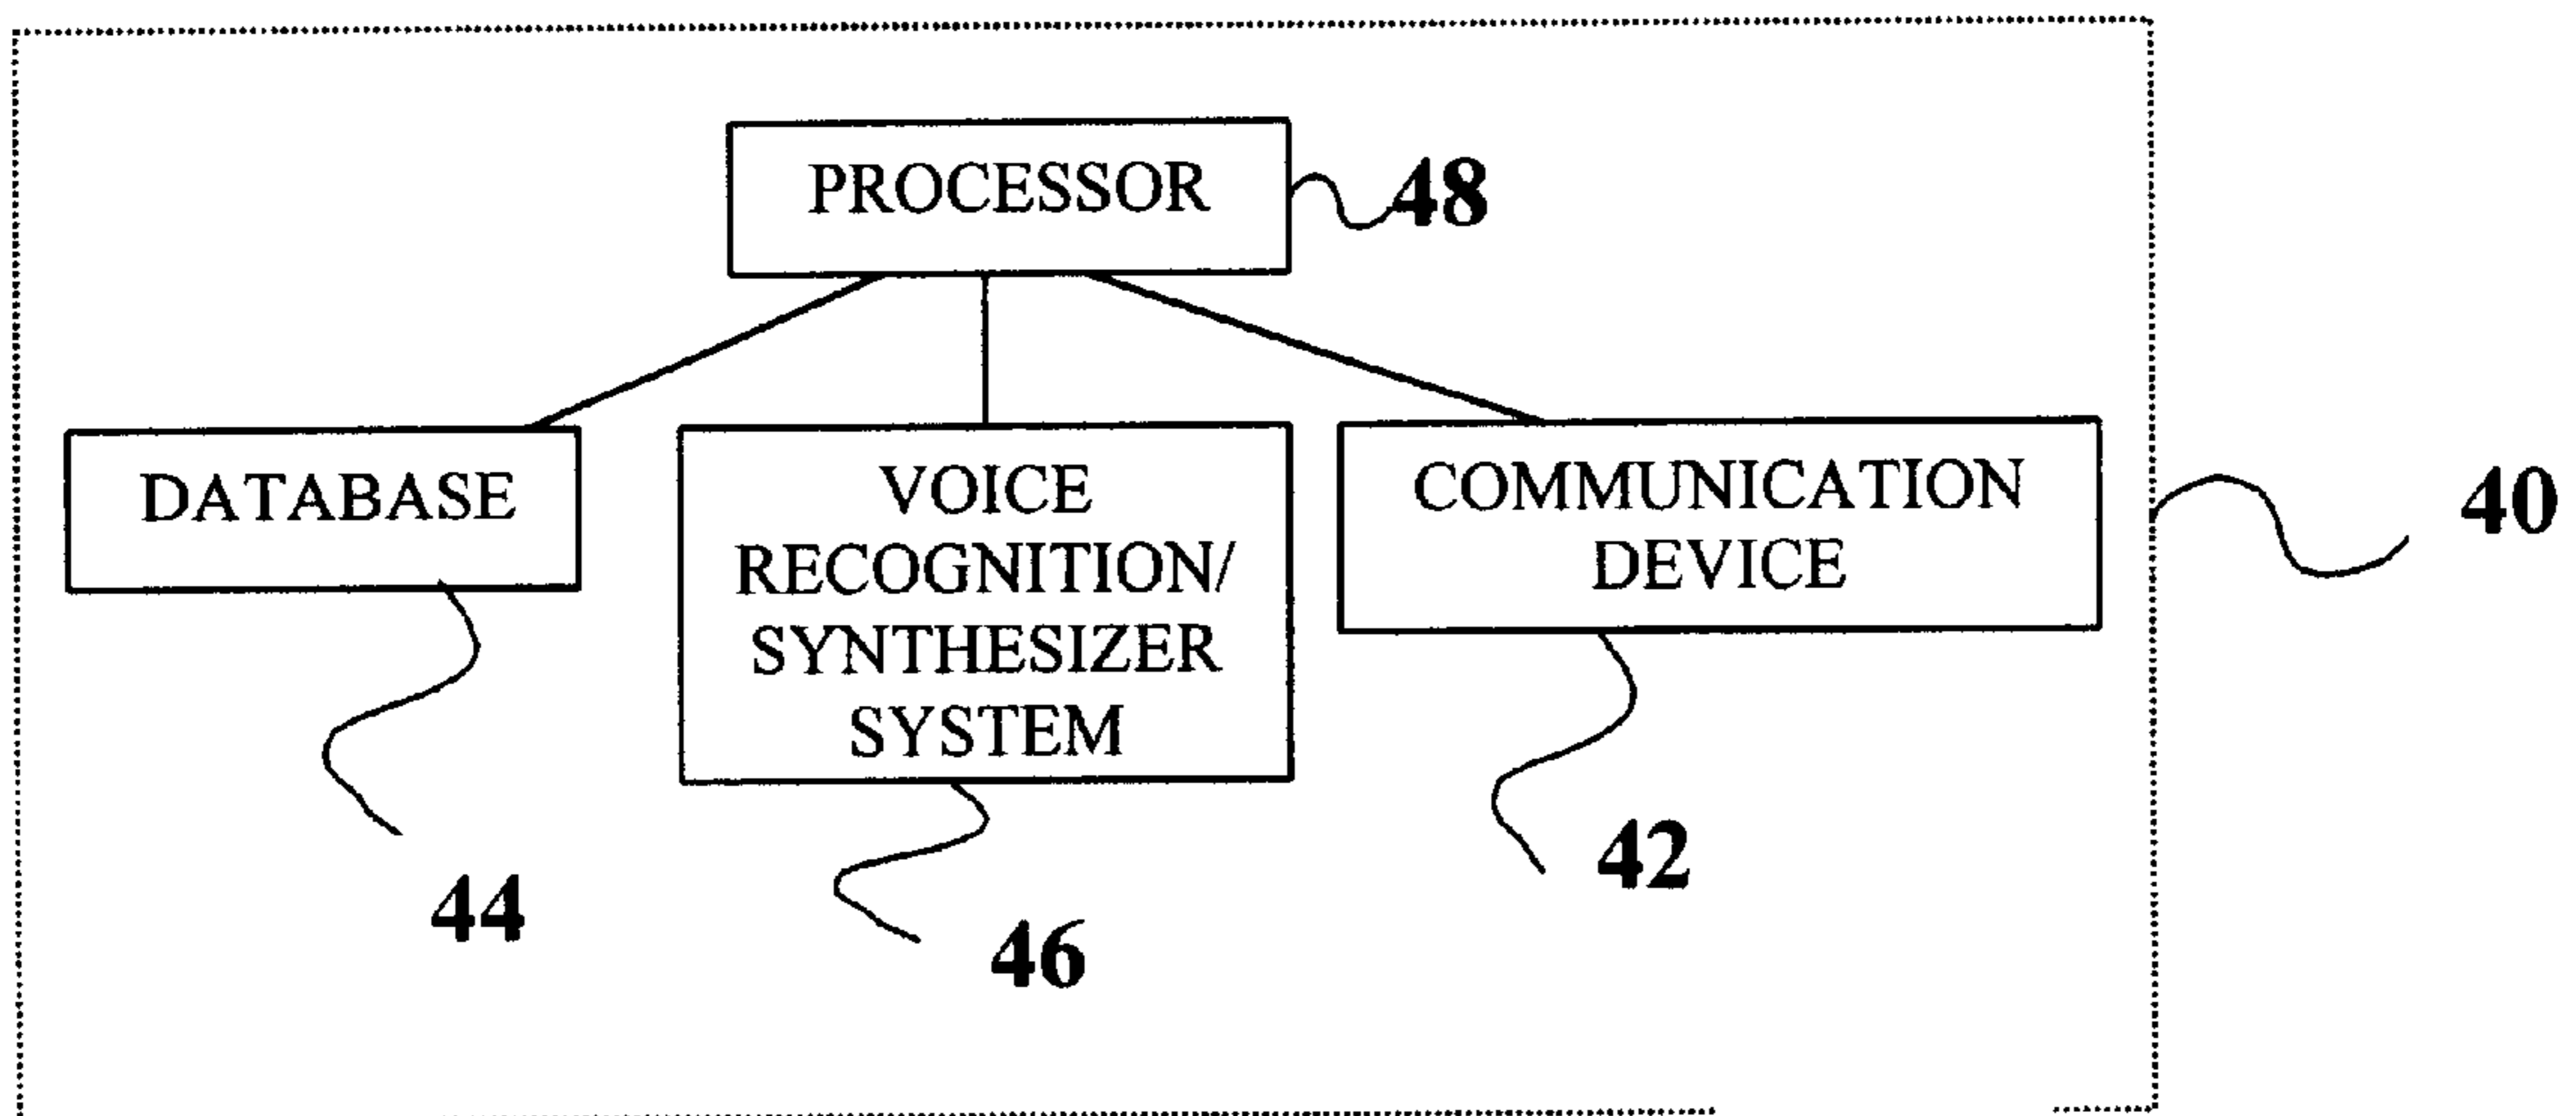 PROCESSOR
48
DATABASE
VOICE
RECOGNITION/
SYNTHESIZER
SYSTEM
COMMUNICATION
DEVICE
40
44
46
42